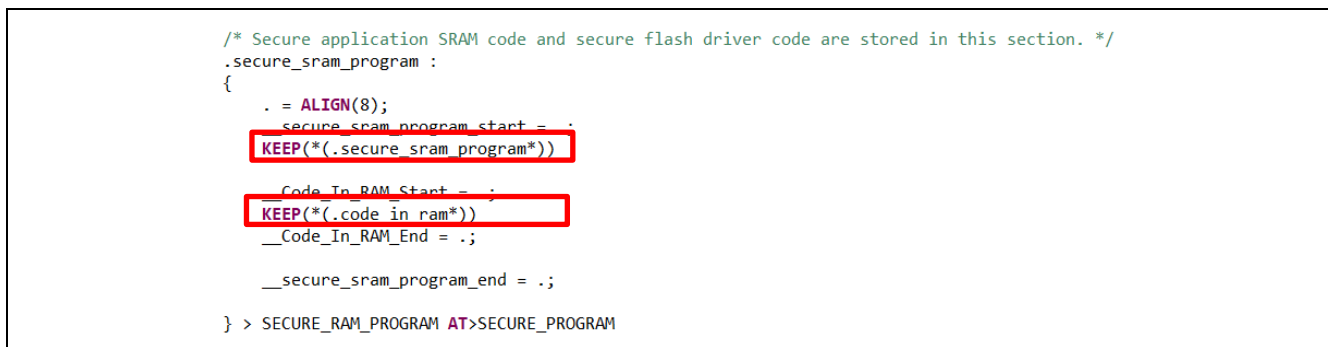 /* Secure application SRAM code and secure flash driver code are stored in this section. */
.secure_sram_program :
{
. = ALIGN(8);
__secure_sram_program_start = .;
KEEP(*(.secure_sram_program*))
__Code_In_RAM_Start = .;
KEEP(*(.code_in_ram*))
__Code_In_RAM_End = .;
__secure_sram_program_end = .;
} > SECURE_RAM_PROGRAM AT>SECURE_PROGRAM